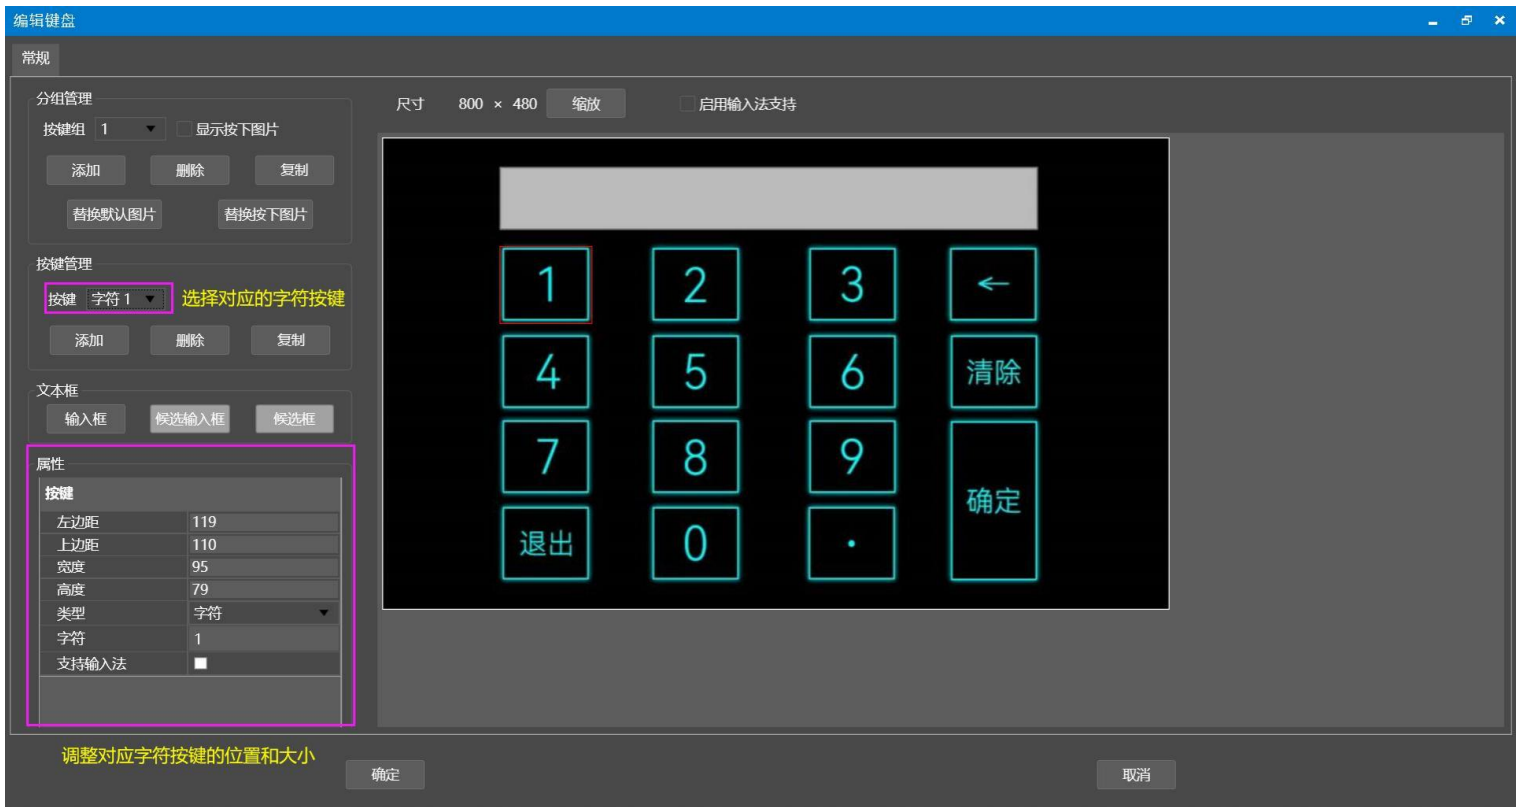 编辑键盘
常规
分组管理
按键组 1 显示按下图片
添加 删除 复制
替换默认图片 替换按下图片
按键管理
按键 字符 1 选择对应的字符按键
添加 删除 复制
文本框
输入框 候选输入框 候选框
属性
按键
左边距 119
上边距 110
宽度 95
高度 79
类型 字符
字符 1
支持输入法
调整对应字符按键的位置和大小
尺寸 800 × 480 缩放 启用输入法支持
1 2 3 ←
4 5 6 清除
7 8 9
确定
退出 0 ·
确定 取消